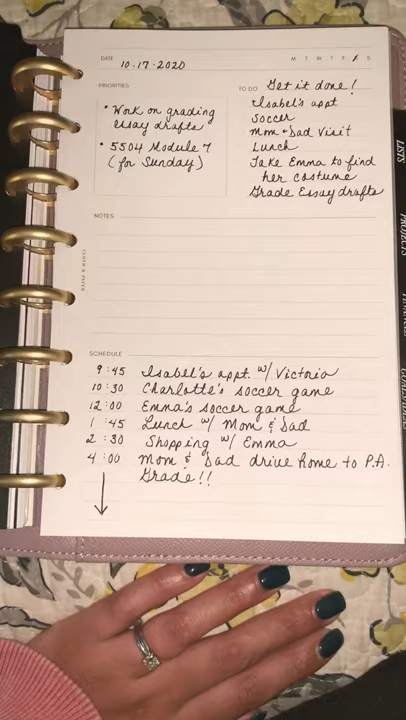 DATE 10.17.2020
M T W T F S S
PRIORITIES
• Work on grading
essay drafts
• 5504 Module 7
(for Sunday)
TO DO Get it done!
Isabel's appt
Soccer
Mom & Dad Visit
Lunch
Take Emma to find
her costume
Grade Essay drafts
NOTES
SCHEDULE
9:45 Isabel's appt. w/ Victoria
10:30 Charlotte's soccer game
12:00 Emma's soccer game
1:45 Lunch w/ Mom & Dad
2:30 Shopping w/ Emma
4:00 Mom & Dad drive home to P.A.
Grade!!
LISTS
PROJECTS